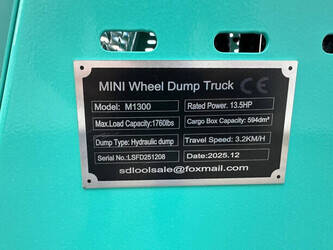 MINI Wheel Dump Truck CE
Model: M1300 Rated Power: 13.5HP
Max.Load Capacity:1760lbs Cargo Box Capacity: 594dm³
Dump Type: Hydraulic dump Travel Speed: 3.2KM/H
Serial No.:LSFD251208 Date:2025.12
sdloolsale@foxmail.com